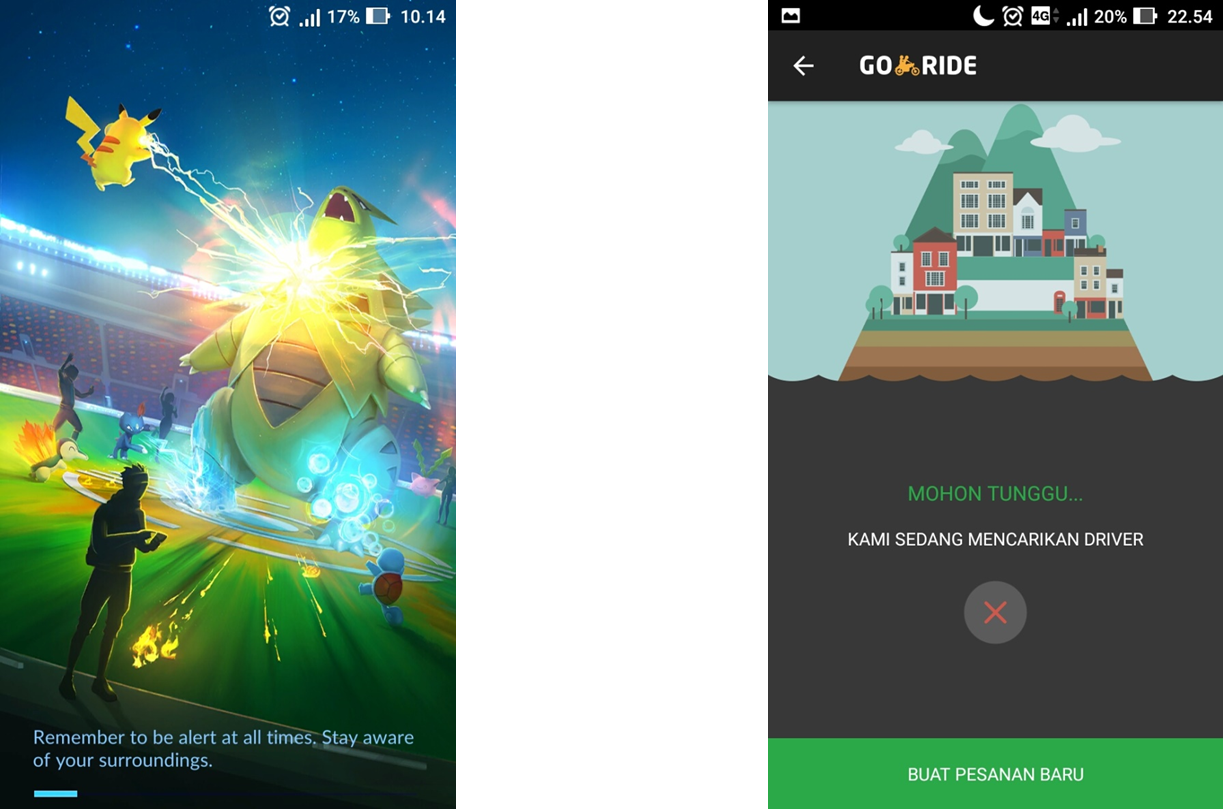 17% 10.14
Remember to be alert at all times. Stay aware
of your surroundings.
4G 20% 22.54
GO RIDE
MOHON TUNGGU...
KAMI SEDANG MENCARIKAN DRIVER
BUAT PESANAN BARU